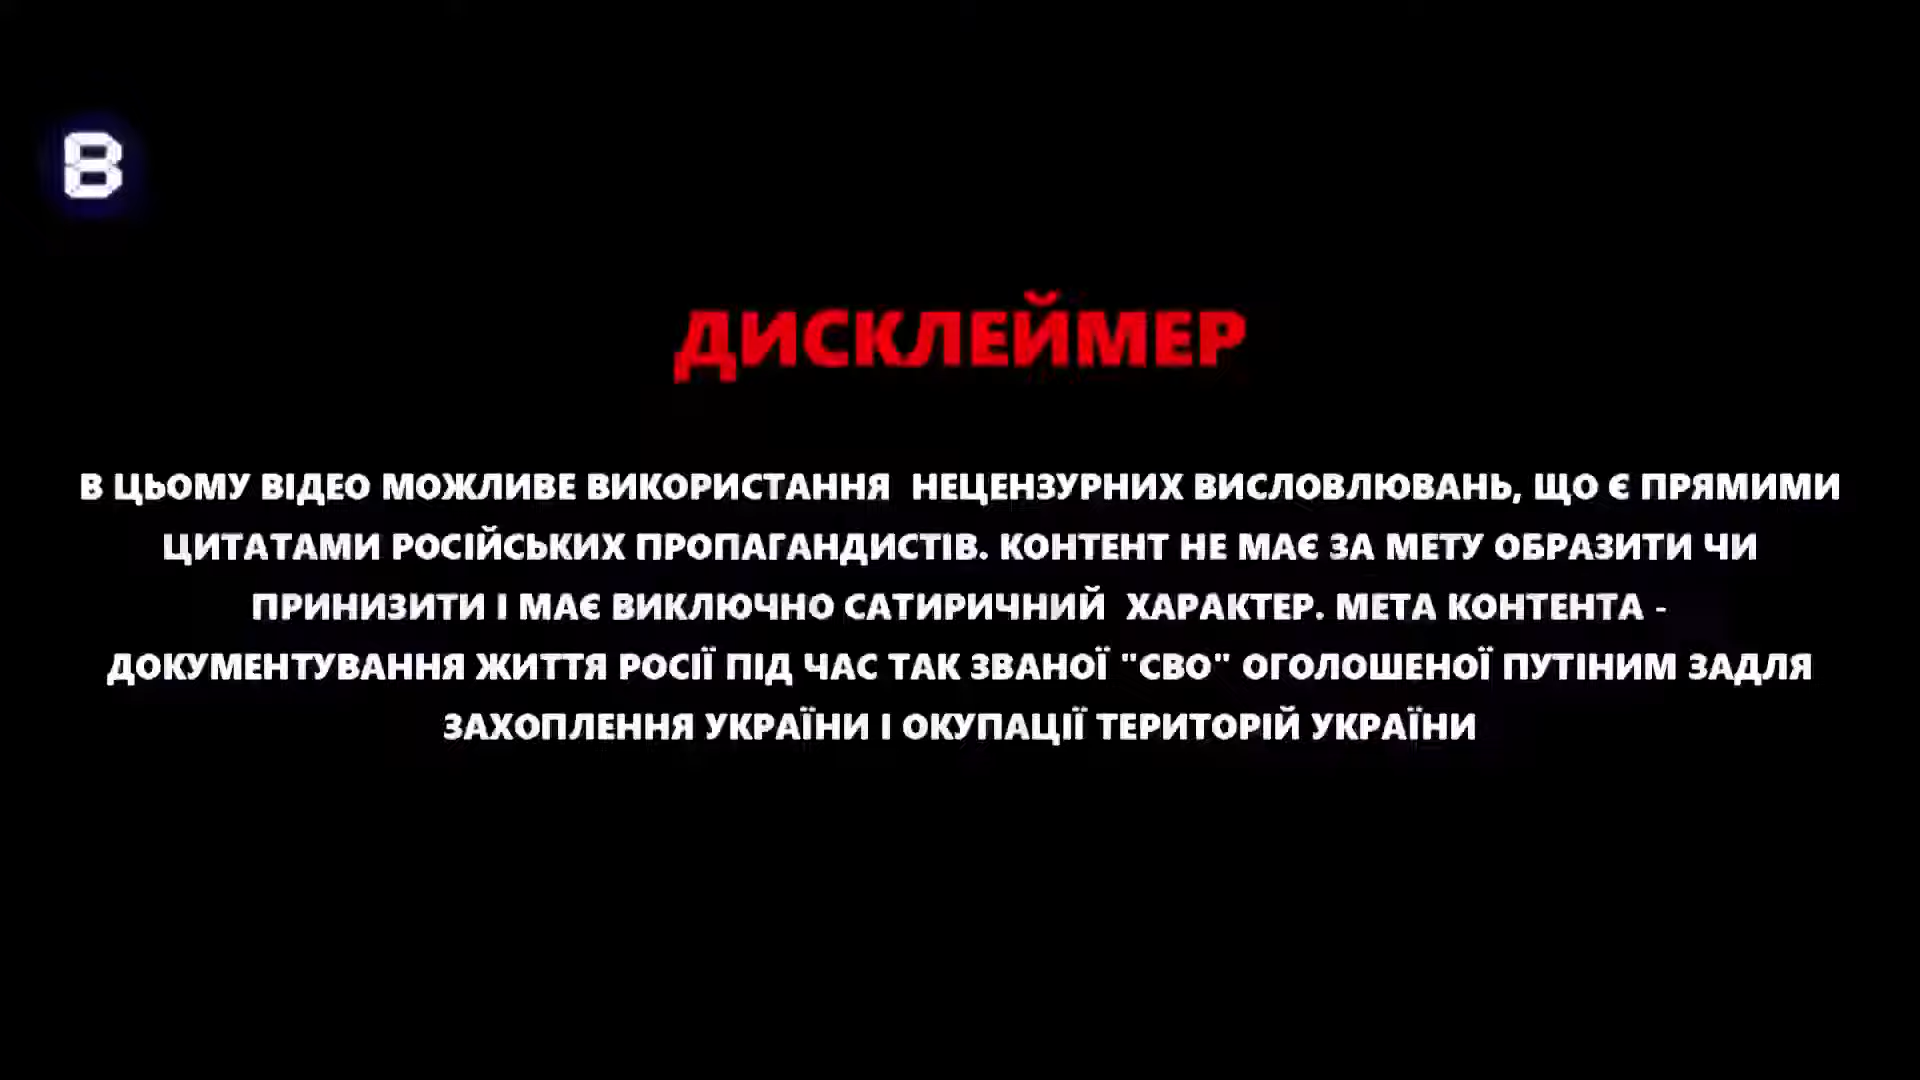 В
ДИСКЛЕЙМЕР
В ЦЬОМУ ВІДЕО МОЖЛИВЕ ВИКОРИСТАННЯ НЕЦЕНЗУРНИХ ВИСЛОВЛЮВАНЬ, ЩО Є ПРЯМИМИ
ЦИТАТАМИ РОСІЙСЬКИХ ПРОПАГАНДИСТІВ. КОНТЕНТ НЕ МАЄ ЗА МЕТУ ОБРАЗИТИ ЧИ
ПРИНИЗИТИ І МАЄ ВИКЛЮЧНО САТИРИЧНИЙ ХАРАКТЕР. МЕТА КОНТЕНТА -
ДОКУМЕНТУВАННЯ ЖИТТЯ РОСІЇ ПІД ЧАС ТАК ЗВАНОЇ "СВО" ОГОЛОШЕНОЇ ПУТІНИМ ЗАДЛЯ
ЗАХОПЛЕННЯ УКРАЇНИ І ОКУПАЦІЇ ТЕРИТОРІЙ УКРАЇНИ